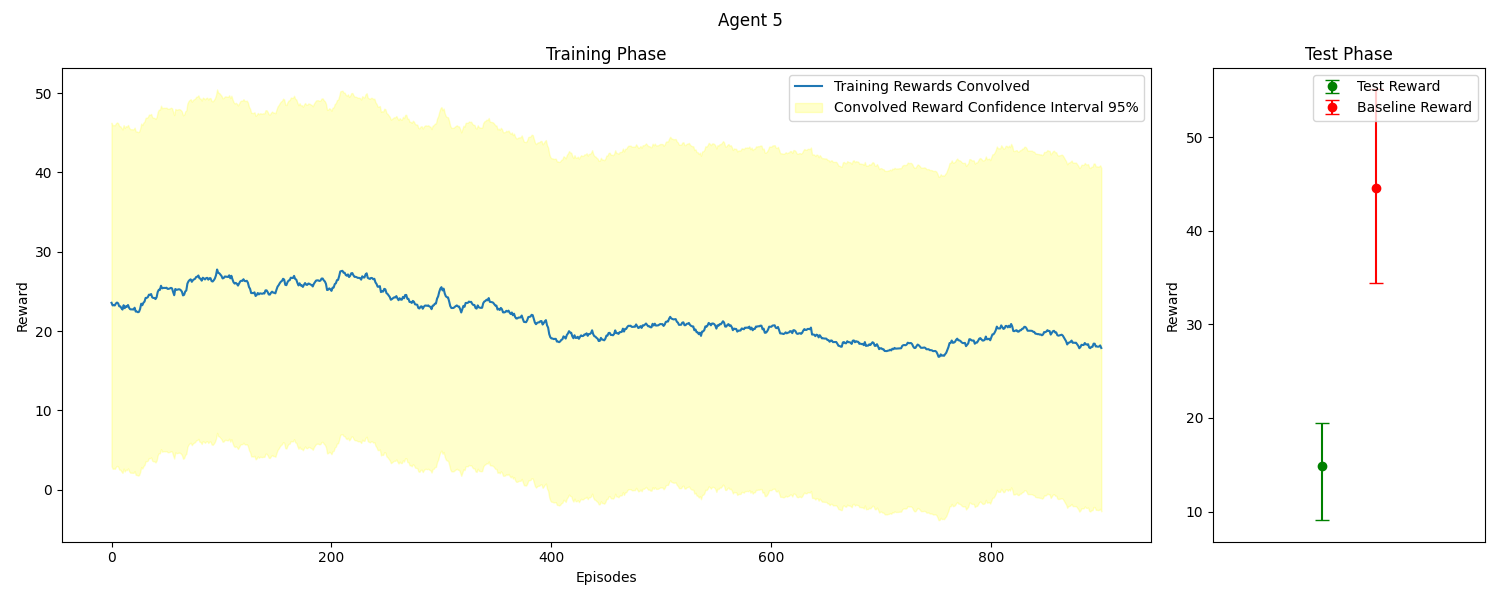 Agent 5
Training Phase
Training Rewards Convolved
Convolved Reward Confidence Interval 95%
Reward
50
40
30
20
10
0
0 200 400 600 800
Episodes
Test Phase
Test Reward
Baseline Reward
Reward
50
40
30
20
10